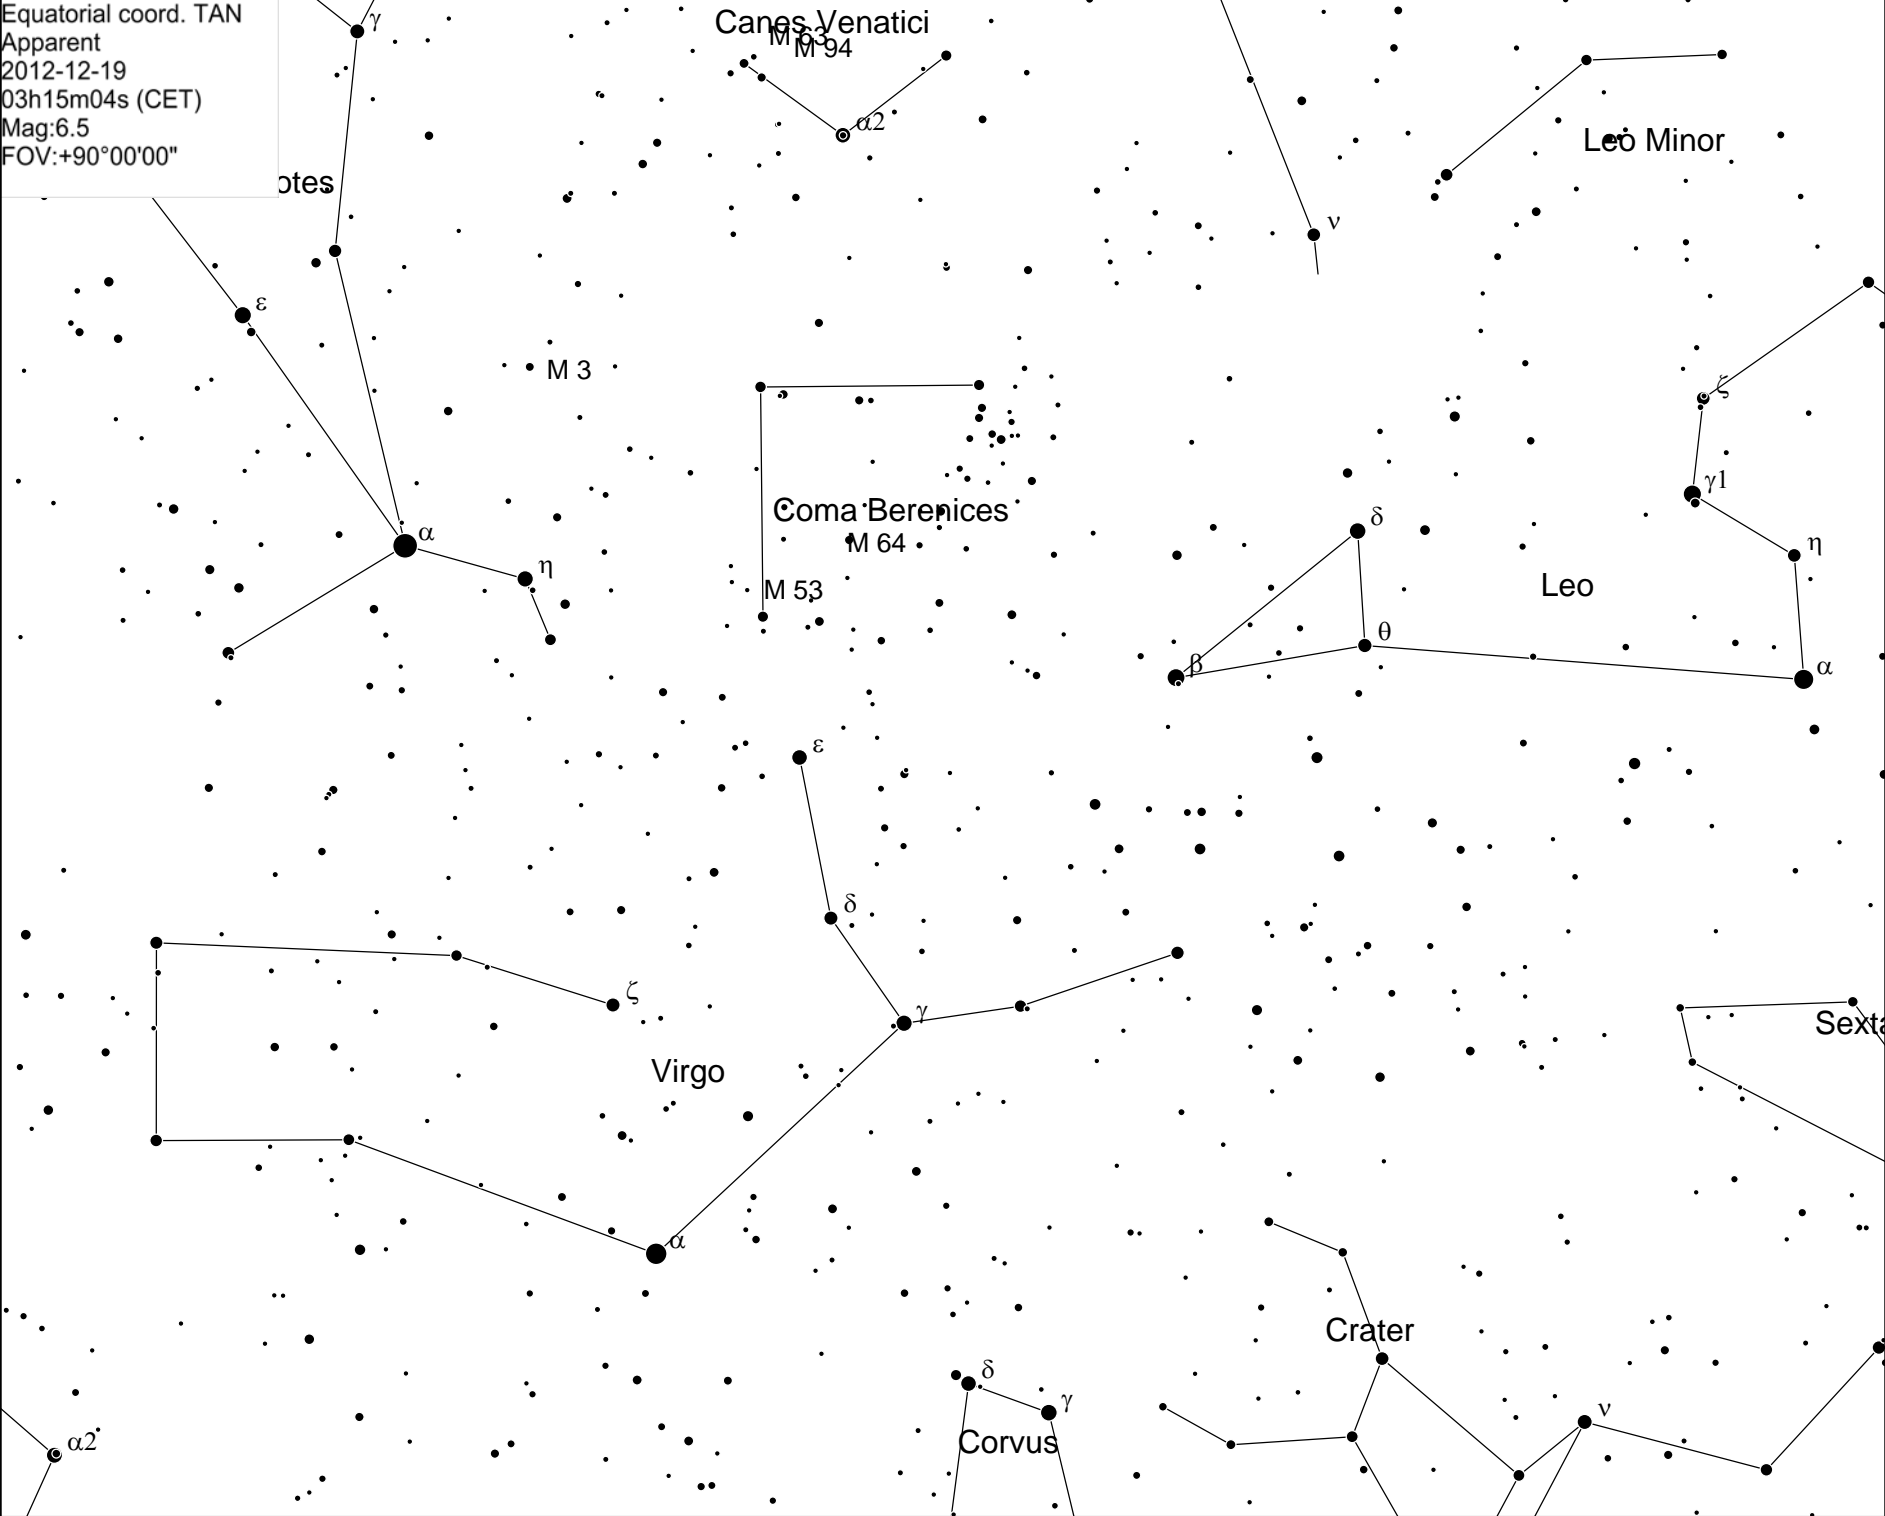 Equatorial coord. TAN
Apparent
2012-12-19
03h15m04s (CET)
Mag:6.5
FOV:+90°00'00"
γ
Canes Venatici
M 63
M 94
α2
Leo Minor
otes
ν
ε
M 3
ζ
γ1
α
Coma Berenices
δ
M 64
η
η
Leo
M 53
θ
β
α
ε
δ
ζ
γ
Sexta
Virgo
α
Crater
δ
γ
ν
Corvus
α2